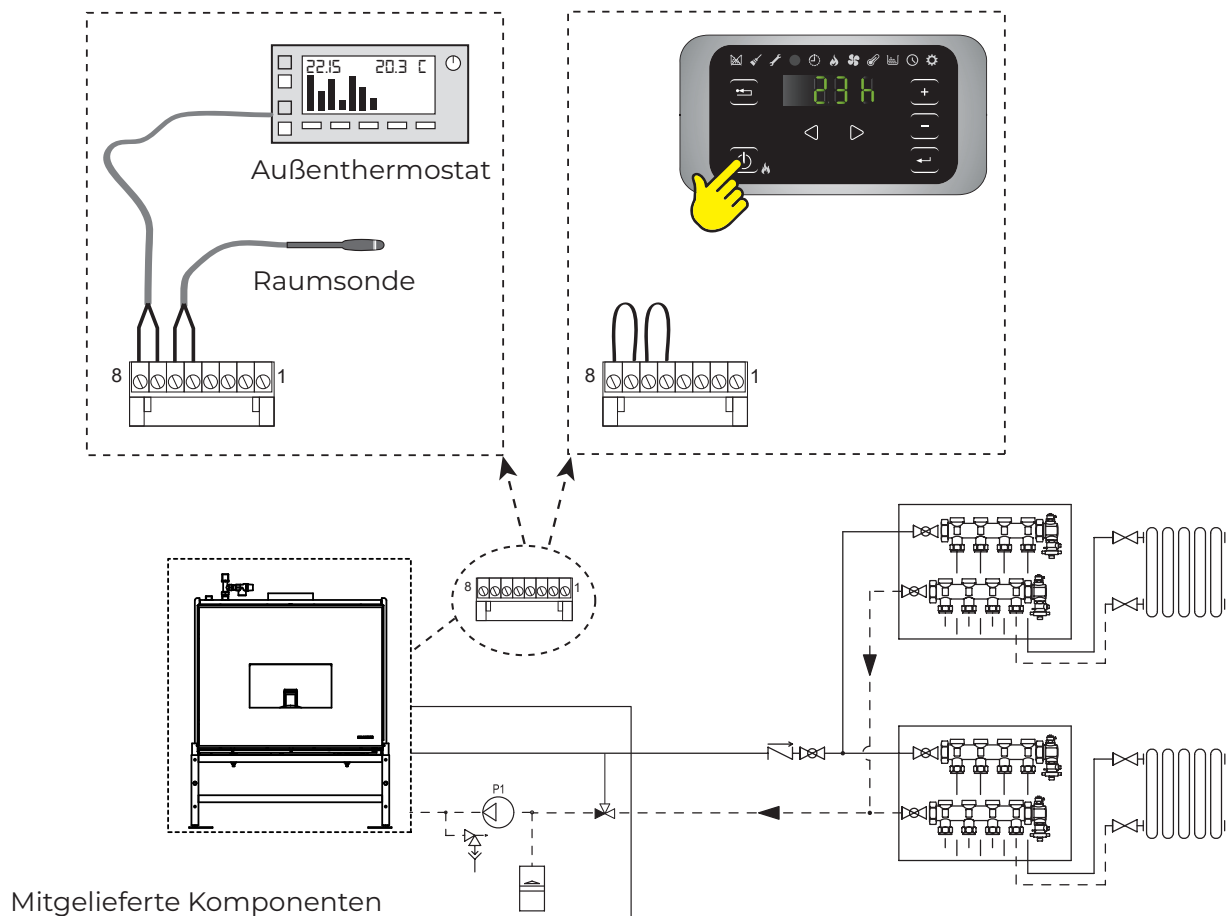 22.15 20.3 C
Außenthermostat
Raumsonde
8 1
23 h
8 1
8 1
P1
Mitgelieferte Komponenten